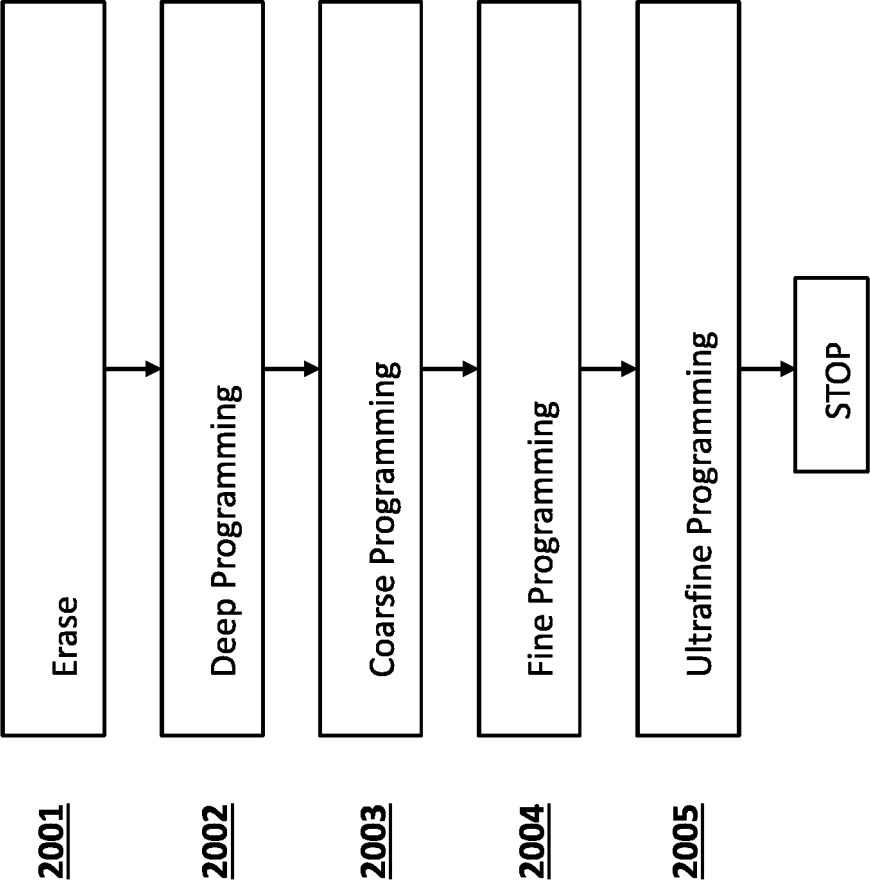 2001
Erase
2002
Deep Programming
2003
Coarse Programming
2004
Fine Programming
2005
Ultrafine Programming
STOP